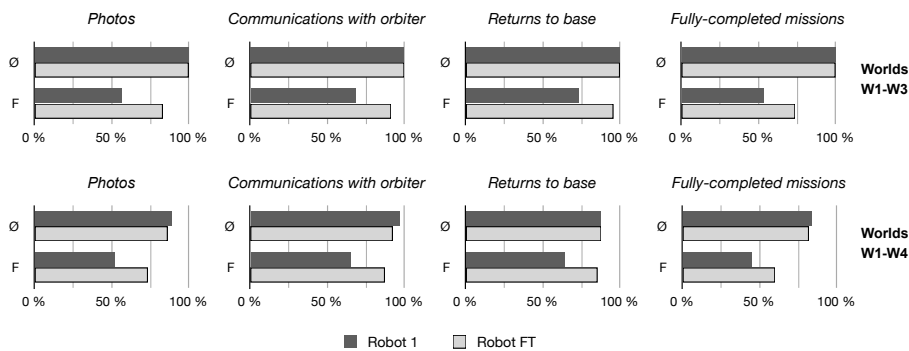 Photos Communications with orbiter Returns to base Fully-completed missions
Ø Ø Ø Ø
Worlds
W1-W3
F F F F
0 % 50 % 100 % 0 % 50 % 100 % 0 % 50 % 100 % 0 % 50 % 100 %
Photos Communications with orbiter Returns to base Fully-completed missions
Ø Ø Ø Ø
Worlds
W1-W4
F F F F
0 % 50 % 100 % 0 % 50 % 100 % 0 % 50 % 100 % 0 % 50 % 100 %
Robot 1 Robot FT